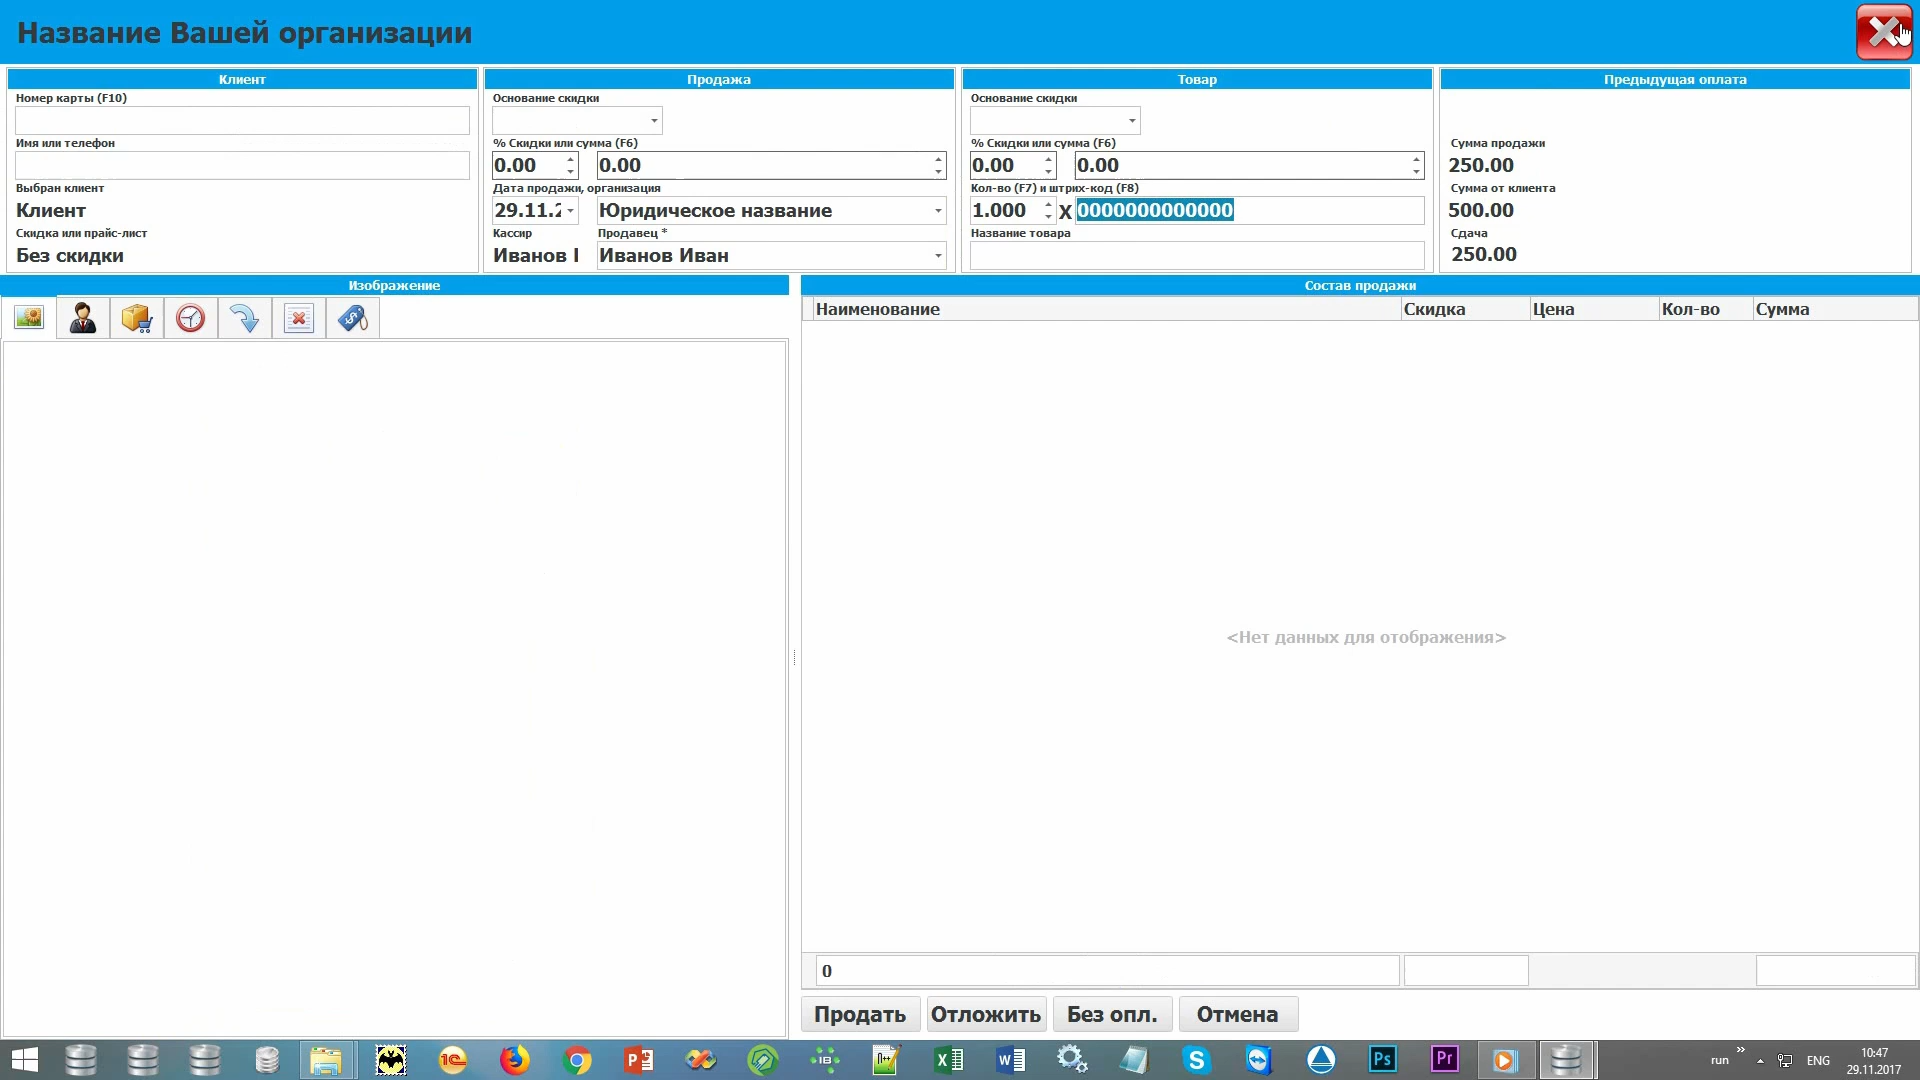 Название Вашей организации
Клиент
Номер карты (F10)
Имя или телефон
Выбран клиент
Клиент
Скидка или прайс-лист
Без скидки
Продажа
Основание скидки
% Скидки или сумма (F6)
0.00 0.00
Дата продажи, организация
29.11.2 Юридическое название
Кассир Продавец *
Иванов I Иванов Иван
Товар
Основание скидки
% Скидки или сумма (F6)
0.00 0.00
Кол-во (F7) и штрих-код (F8)
1.000 X 0000000000000
Название товара
Предыдущая оплата
Сумма продажи
250.00
Сумма от клиента
500.00
Сдача
250.00
Изображение
Состав продажи
Наименование Скидка Цена Кол-во Сумма
<Нет данных для отображения>
0
Продать Отложить Без опл. Отмена
run ENG 10:47
29.11.2017